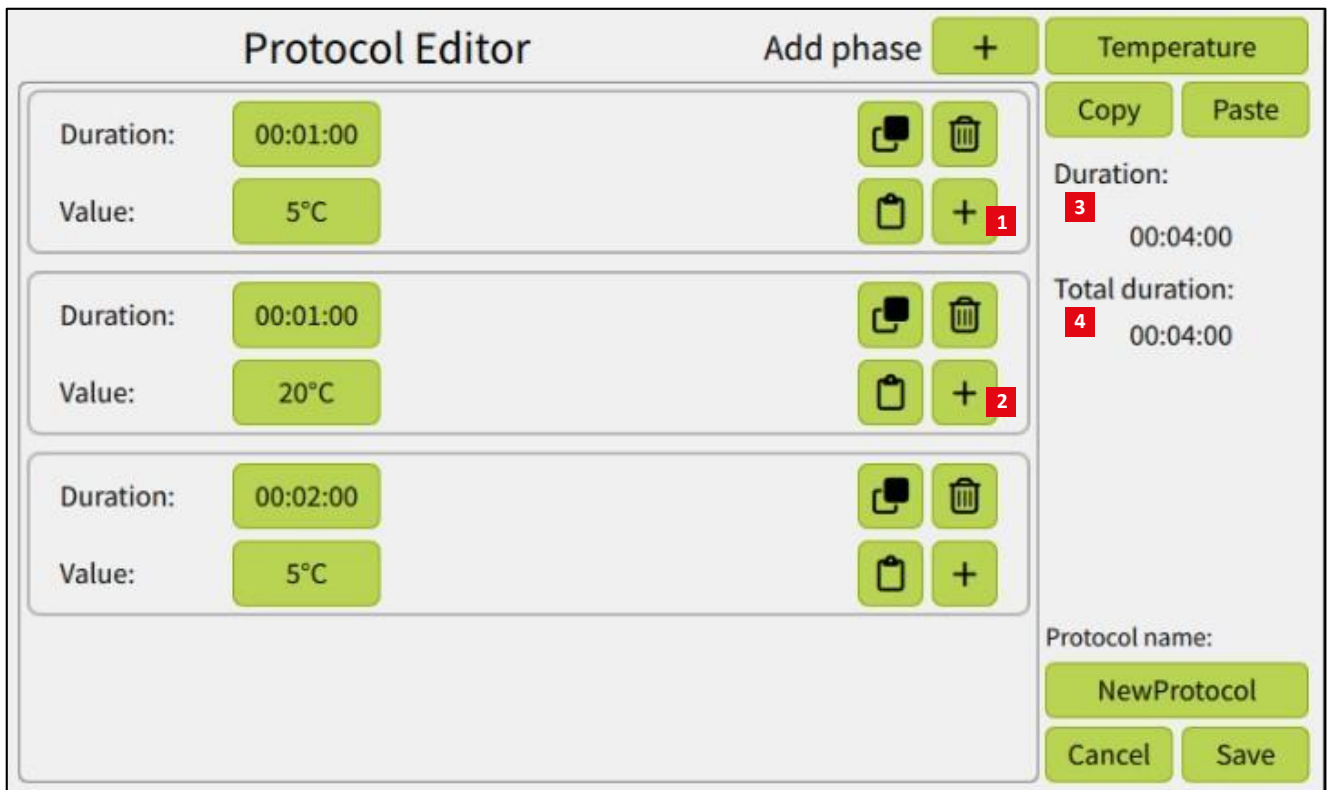 Protocol Editor
Add phase +
Temperature
Copy Paste
Duration: 00:01:00
Value: 5°C
+ 1
Duration: 00:01:00
Value: 20°C
+ 2
Duration: 00:02:00
Value: 5°C
+
Duration:
3
00:04:00
Total duration:
4
00:04:00
Protocol name:
NewProtocol
Cancel Save